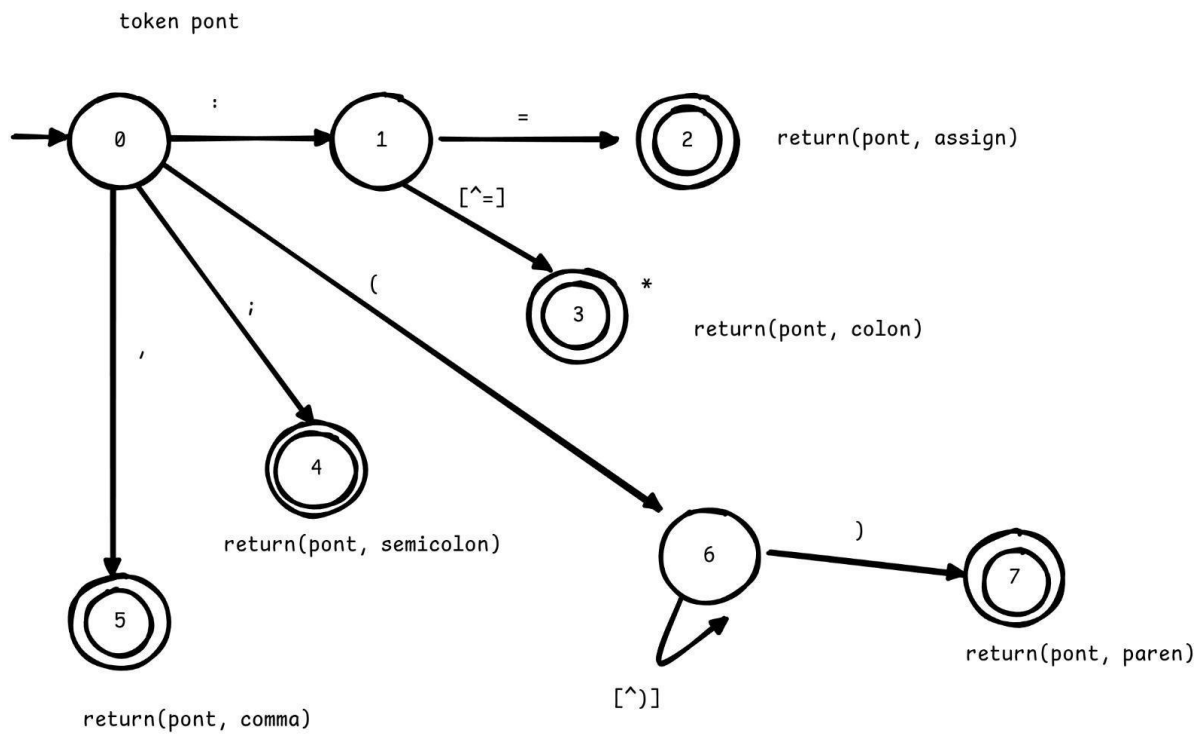 token pont
:
0
1
=
2
return(pont, assign)
[^=]
(
*
3
;
return(pont, colon)
,
4
return(pont, semicolon)
)
6
7
5
return(pont, paren)
[^)]
return(pont, comma)